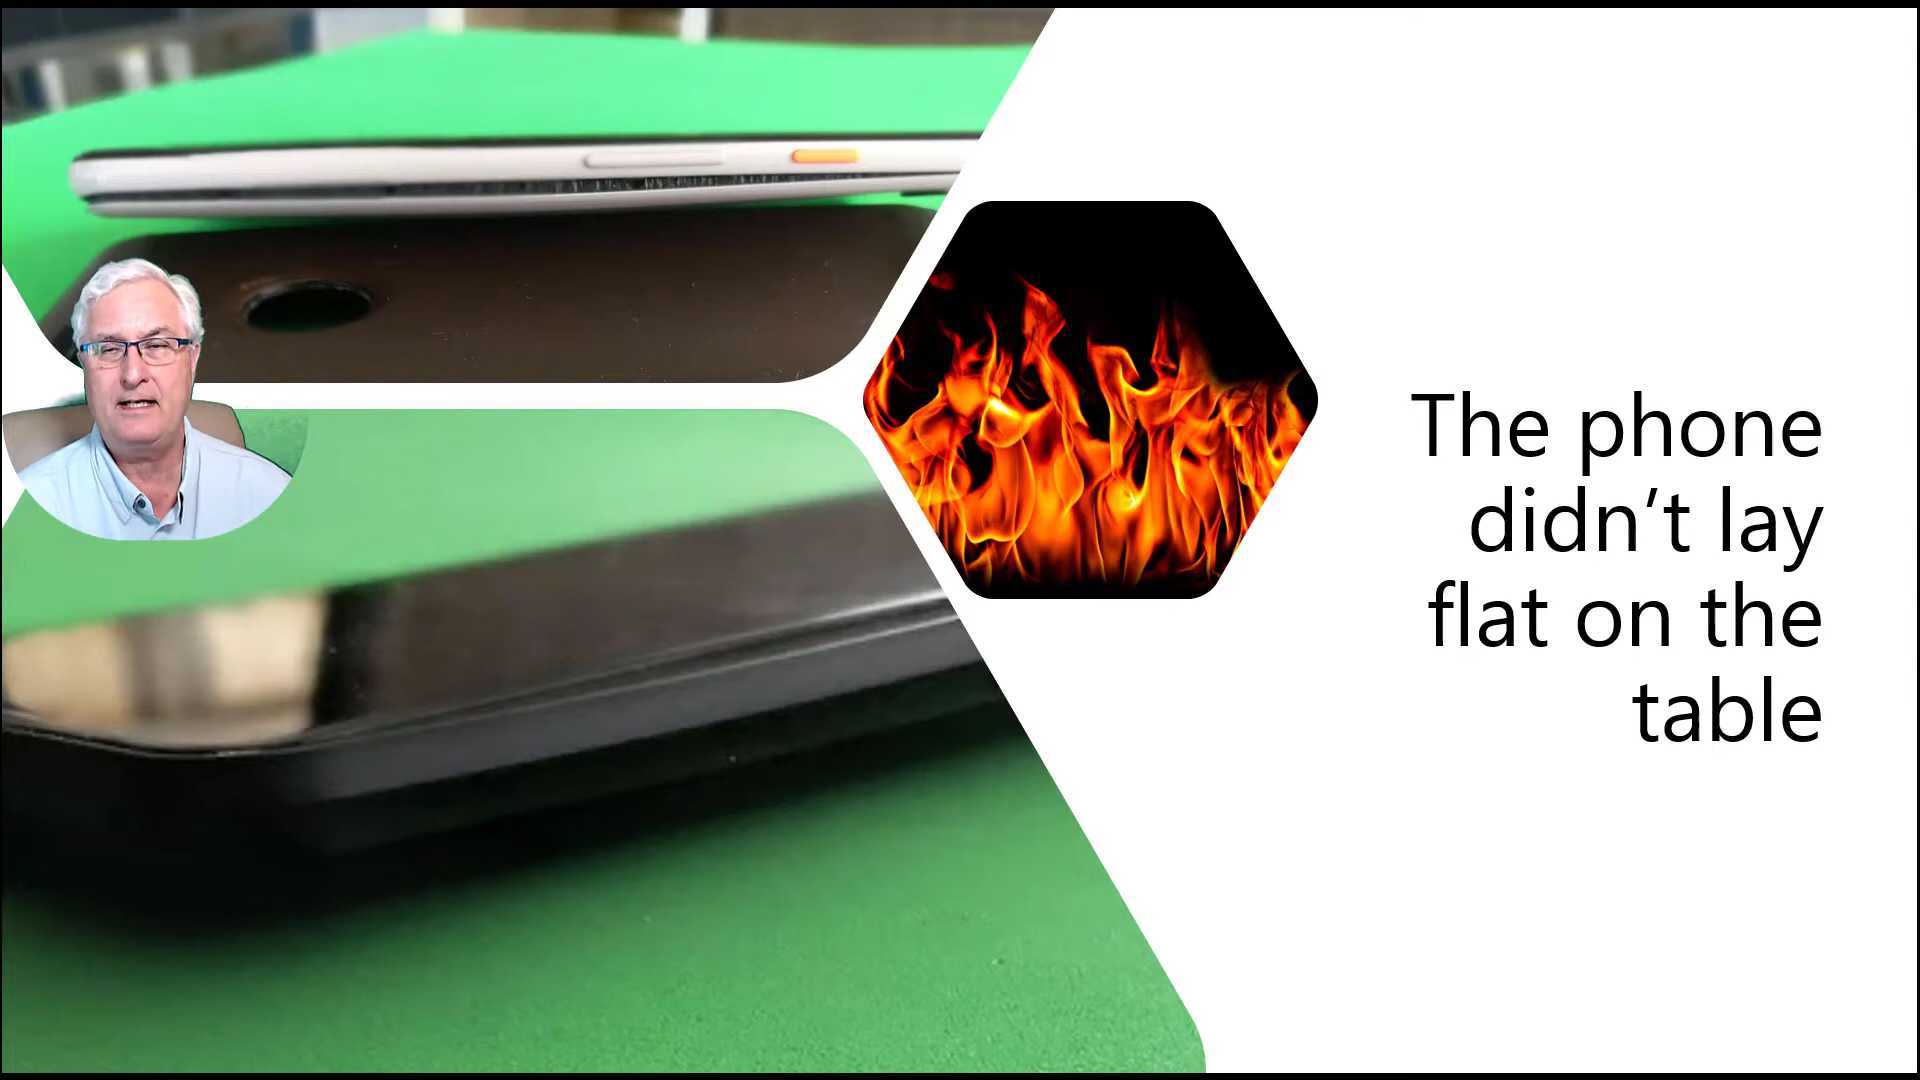 The phone
didn’t lay
flat on the
table